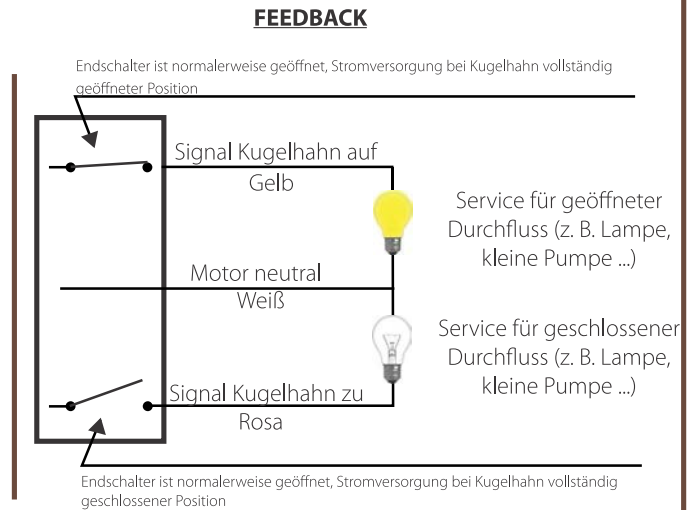 FEEDBACK
Endschalter ist normalerweise geöffnet, Stromversorgung bei Kugelhahn vollständig
geöffneter Position
Signal Kugelhahn auf
Gelb
Service für geöffneter
Durchfluss (z. B. Lampe,
kleine Pumpe ...)
Motor neutral
Weiß
Service für geschlossener
Durchfluss (z. B. Lampe,
kleine Pumpe ...)
Signal Kugelhahn zu
Rosa
Endschalter ist normalerweise geöffnet, Stromversorgung bei Kugelhahn vollständig
geschlossener Position